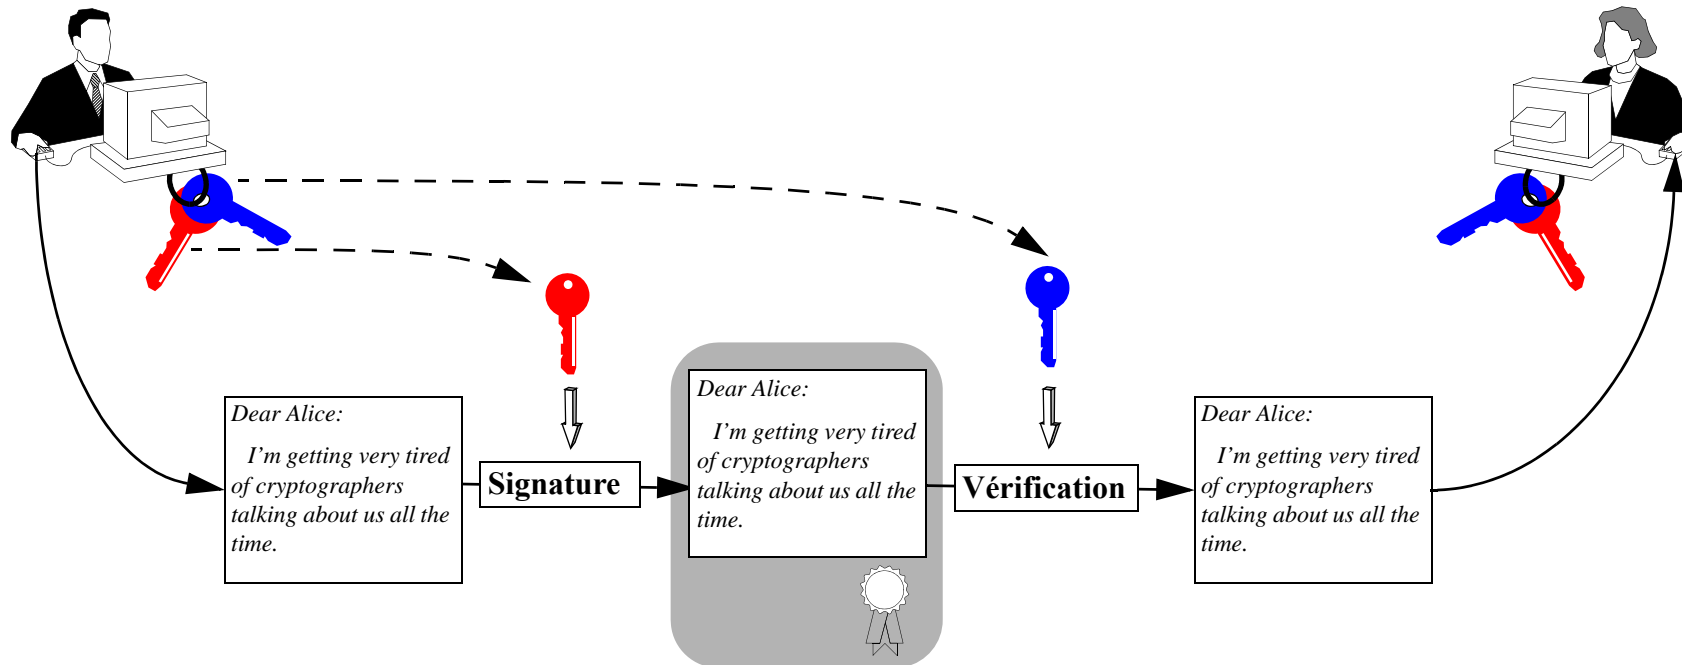 Dear Alice:
I'm getting very tired
of cryptographers
talking about us all the
time.
Signature
Dear Alice:
I'm getting very tired
of cryptographers
talking about us all the
time.
Vérification
Dear Alice:
I'm getting very tired
of cryptographers
talking about us all the
time.